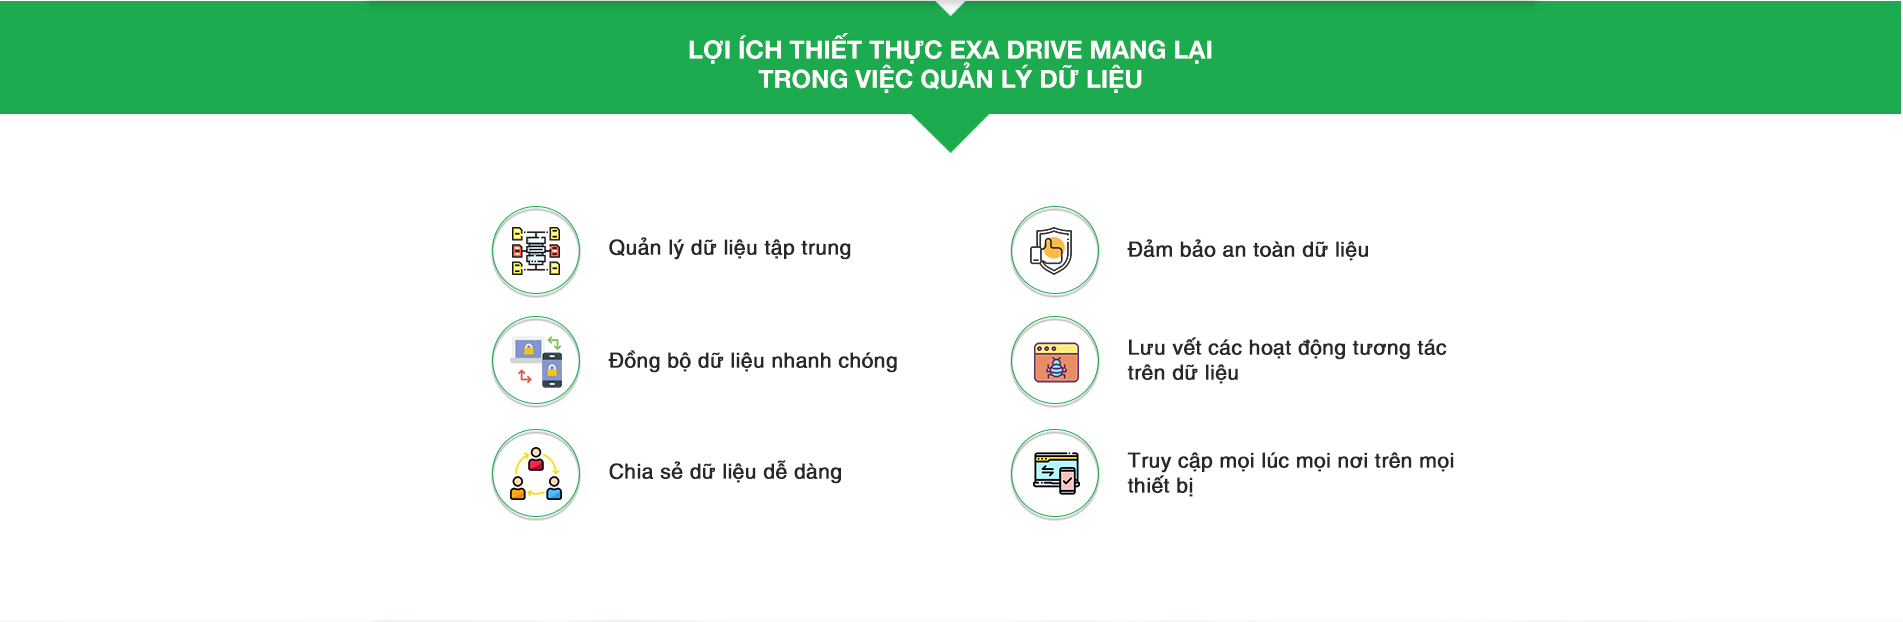 LỢI ÍCH THIẾT THỰC EXA DRIVE MANG LẠI
TRONG VIỆC QUẢN LÝ DỮ LIỆU
Quản lý dữ liệu tập trung
Đồng bộ dữ liệu nhanh chóng
Chia sẻ dữ liệu dễ dàng
Đảm bảo an toàn dữ liệu
Lưu vết các hoạt động tương tác
trên dữ liệu
Truy cập mọi lúc mọi nơi trên mọi
thiết bị